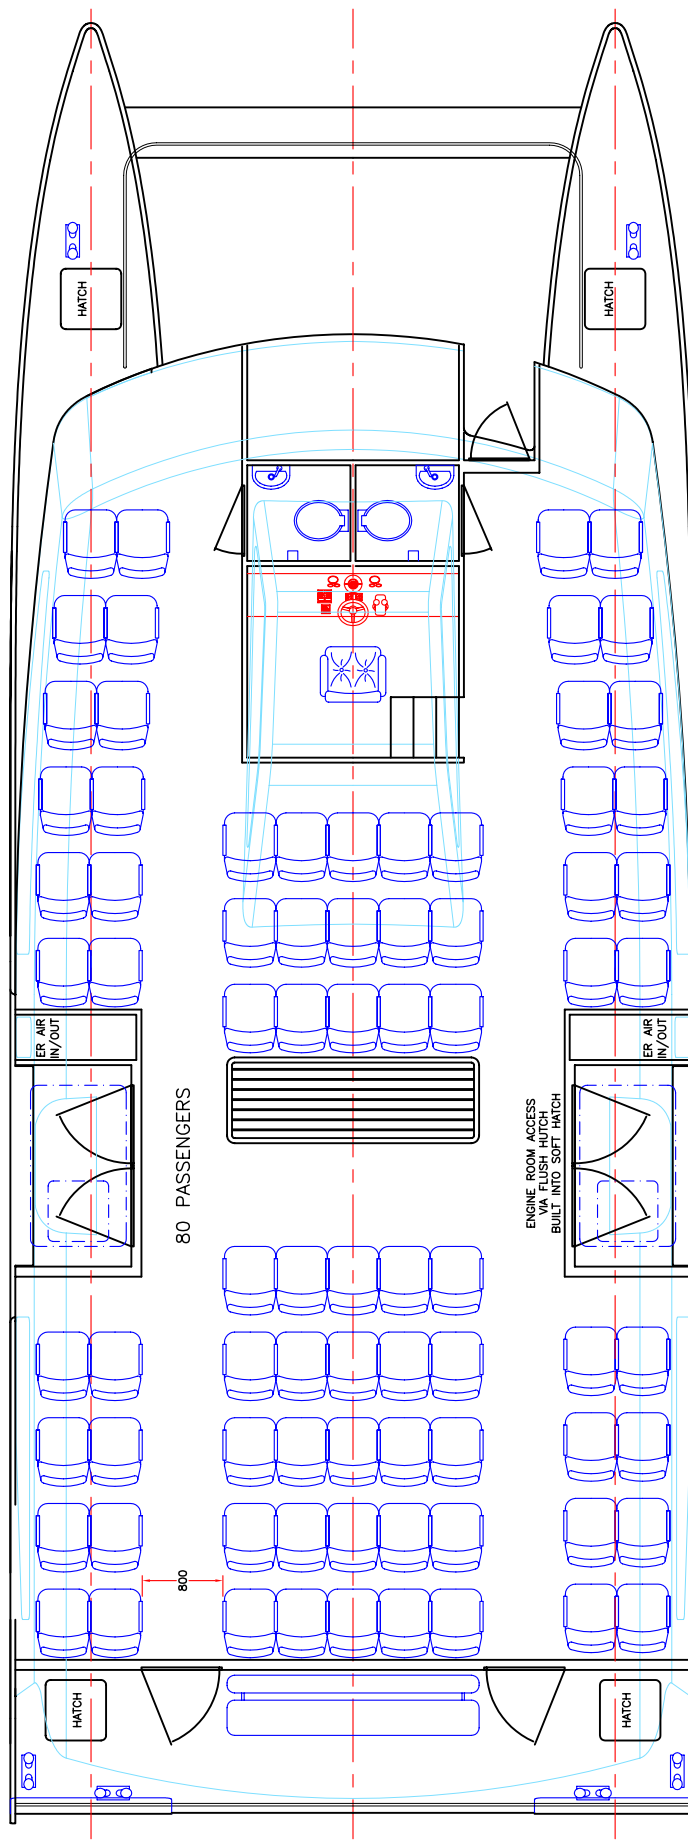 HATCH
HATCH
ER AIR
IN/OUT
ER AIR
IN/OUT
80 PASSENGERS
ENGINE ROOM ACCESS
VIA FLUSH HUTCH
BUILT INTO SOFT HATCH
800
HATCH
HATCH